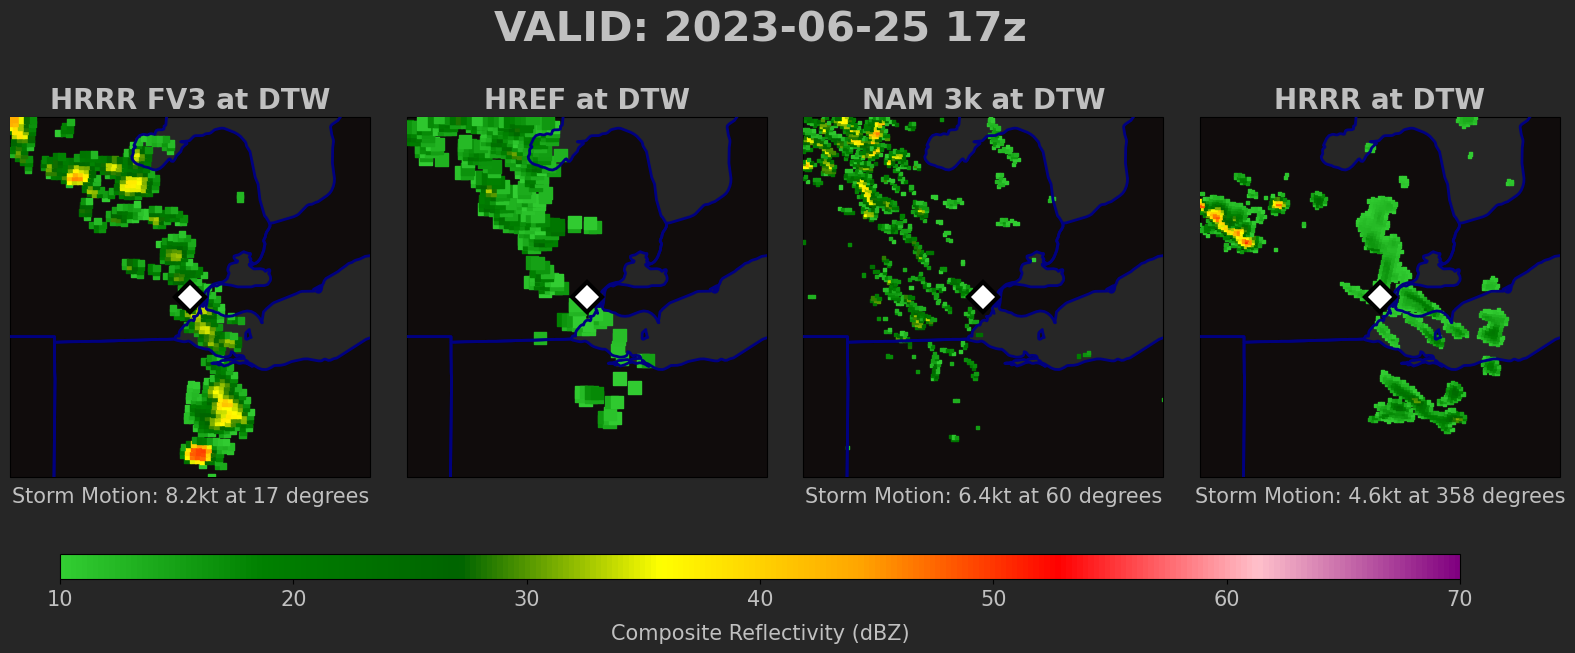 VALID: 2023-06-25 17z
HRRR FV3 at DTW
HREF at DTW
NAM 3k at DTW
HRRR at DTW
Storm Motion: 8.2kt at 17 degrees
Storm Motion: 6.4kt at 60 degrees
Storm Motion: 4.6kt at 358 degrees
10 20 30 40 50 60 70
Composite Reflectivity (dBZ)